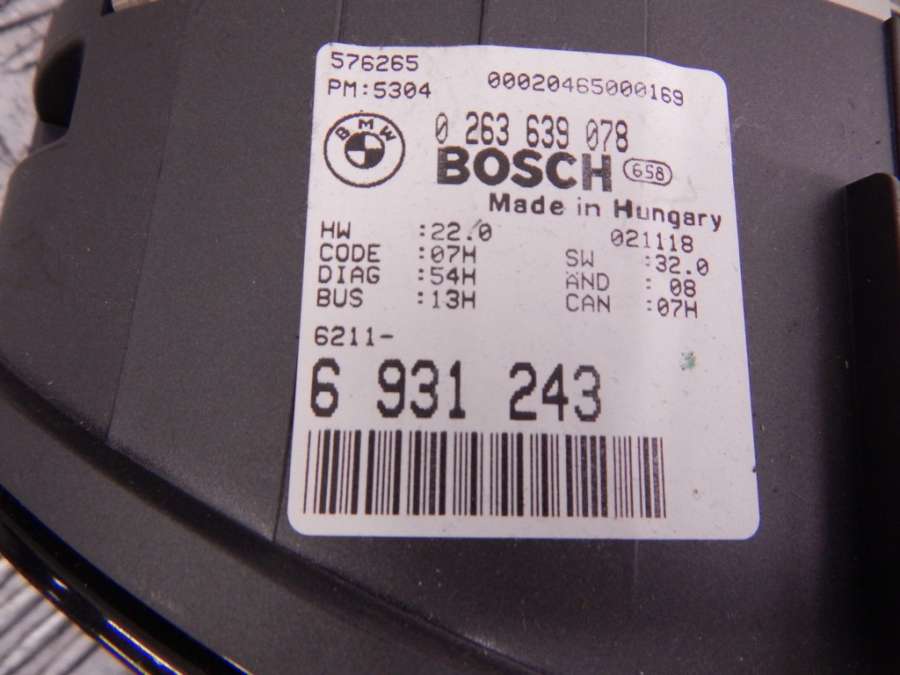 576265
00020465000169
PM:5304
BMW
0 263 639 078
BOSCH 658
Made in Hungary
HW :22.0 021118
CODE :07H SW :32.0
DIAG :54H AND : 08
BUS :13H CAN :07H
6211-
6 931 243